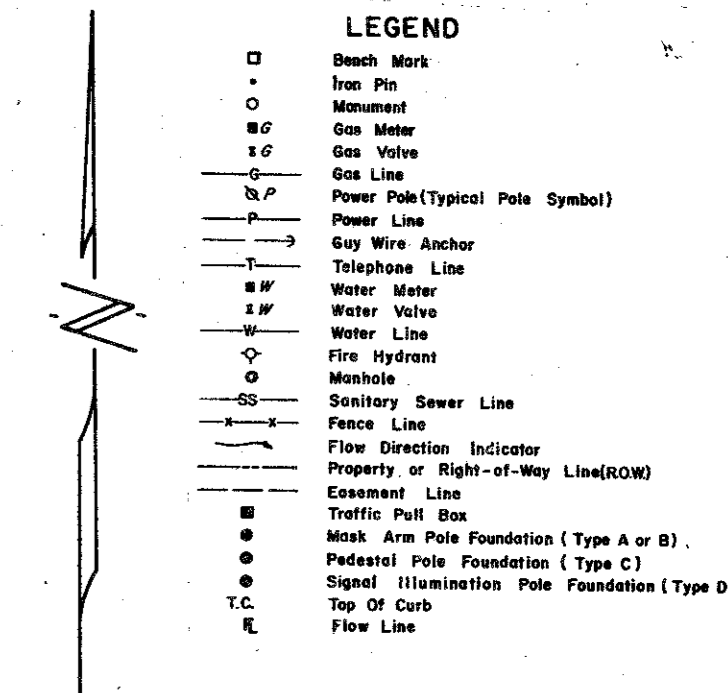 LEGEND
Bench Mark
Iron Pin
Monument
G Gas Meter
G Gas Valve
G Gas Line
P Power Pole (Typical Pole Symbol)
P Power Line
Guy Wire Anchor
T Telephone Line
W Water Meter
W Water Valve
W Water Line
Fire Hydrant
Manhole
SS Sanitary Sewer Line
x x Fence Line
Flow Direction Indicator
Property or Right-of-Way Line(R.O.W.)
Easement Line
Traffic Pull Box
Mask Arm Pole Foundation ( Type A or B)
Pedestal Pole Foundation ( Type C )
Signal Illumination Pole Foundation ( Type D
T.C. Top Of Curb
FL Flow Line
N